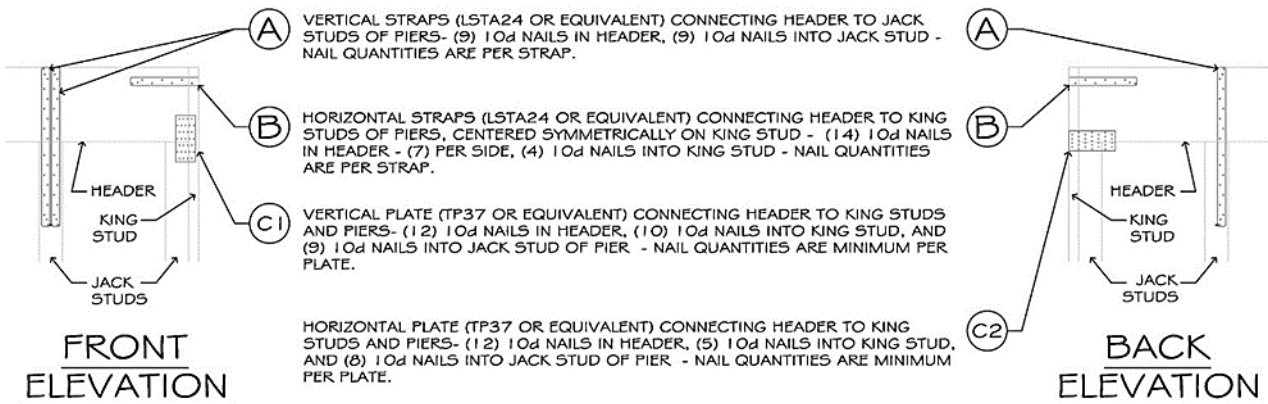 A
VERTICAL STRAPS (LSTA24 OR EQUIVALENT) CONNECTING HEADER TO JACK
STUDS OF PIERS- (9) 10d NAILS IN HEADER, (9) 10d NAILS INTO JACK STUD -
NAIL QUANTITIES ARE PER STRAP.
A
B
HORIZONTAL STRAPS (LSTA24 OR EQUIVALENT) CONNECTING HEADER TO KING
STUDS OF PIERS, CENTERED SYMMETRICALLY ON KING STUD - (14) 10d NAILS
IN HEADER - (7) PER SIDE, (4) 10d NAILS INTO KING STUD - NAIL QUANTITIES
ARE PER STRAP.
B
HEADER
KING
STUD
JACK
STUDS
C1
VERTICAL PLATE (TP37 OR EQUIVALENT) CONNECTING HEADER TO KING STUDS
AND PIERS- (12) 10d NAILS IN HEADER, (10) 10d NAILS INTO KING STUD, AND
(9) 10d NAILS INTO JACK STUD OF PIER - NAIL QUANTITIES ARE MINIMUM PER
PLATE.
HEADER
KING
STUD
JACK
STUDS
FRONT
ELEVATION
HORIZONTAL PLATE (TP37 OR EQUIVALENT) CONNECTING HEADER TO KING
STUDS AND PIERS- (12) 10d NAILS IN HEADER, (5) 10d NAILS INTO KING STUD,
AND (8) 10d NAILS INTO JACK STUD OF PIER - NAIL QUANTITIES ARE MINIMUM
PER PLATE.
C2
BACK
ELEVATION